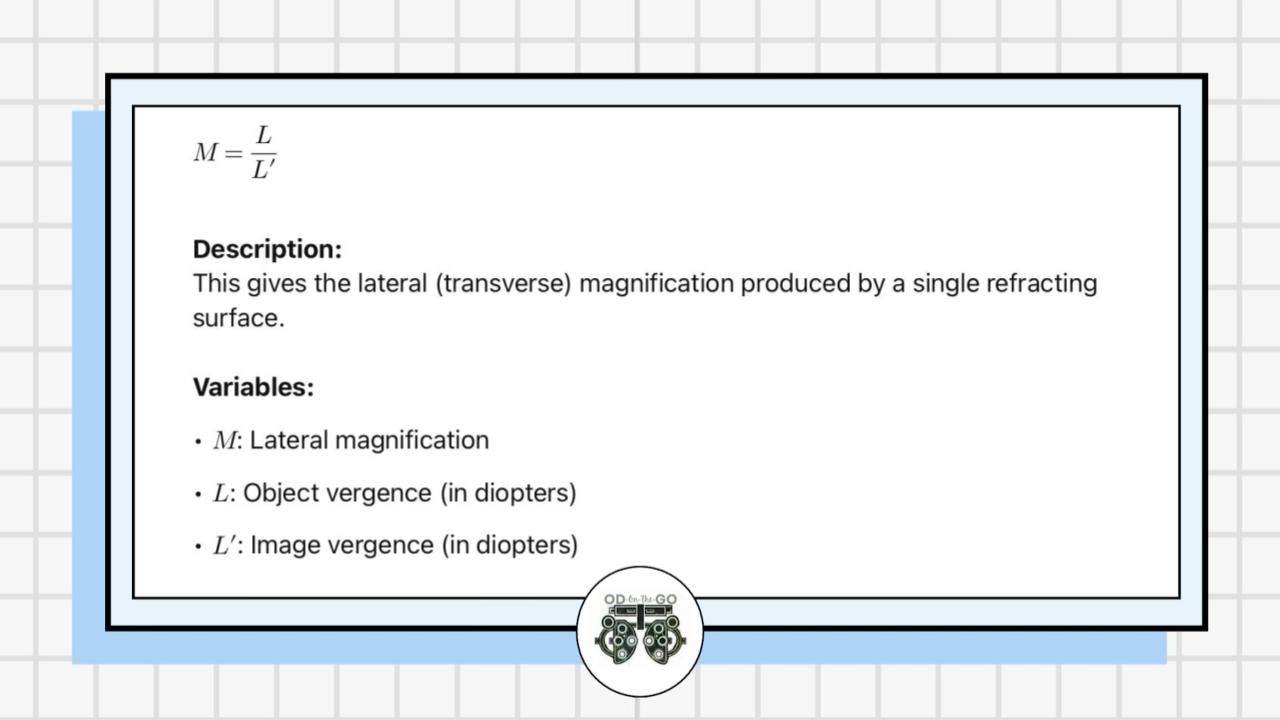 M = L / L′
Description:
This gives the lateral (transverse) magnification produced by a single refracting
surface.
Variables:
• M: Lateral magnification
• L: Object vergence (in diopters)
• L′: Image vergence (in diopters)
OD-On-The-GO